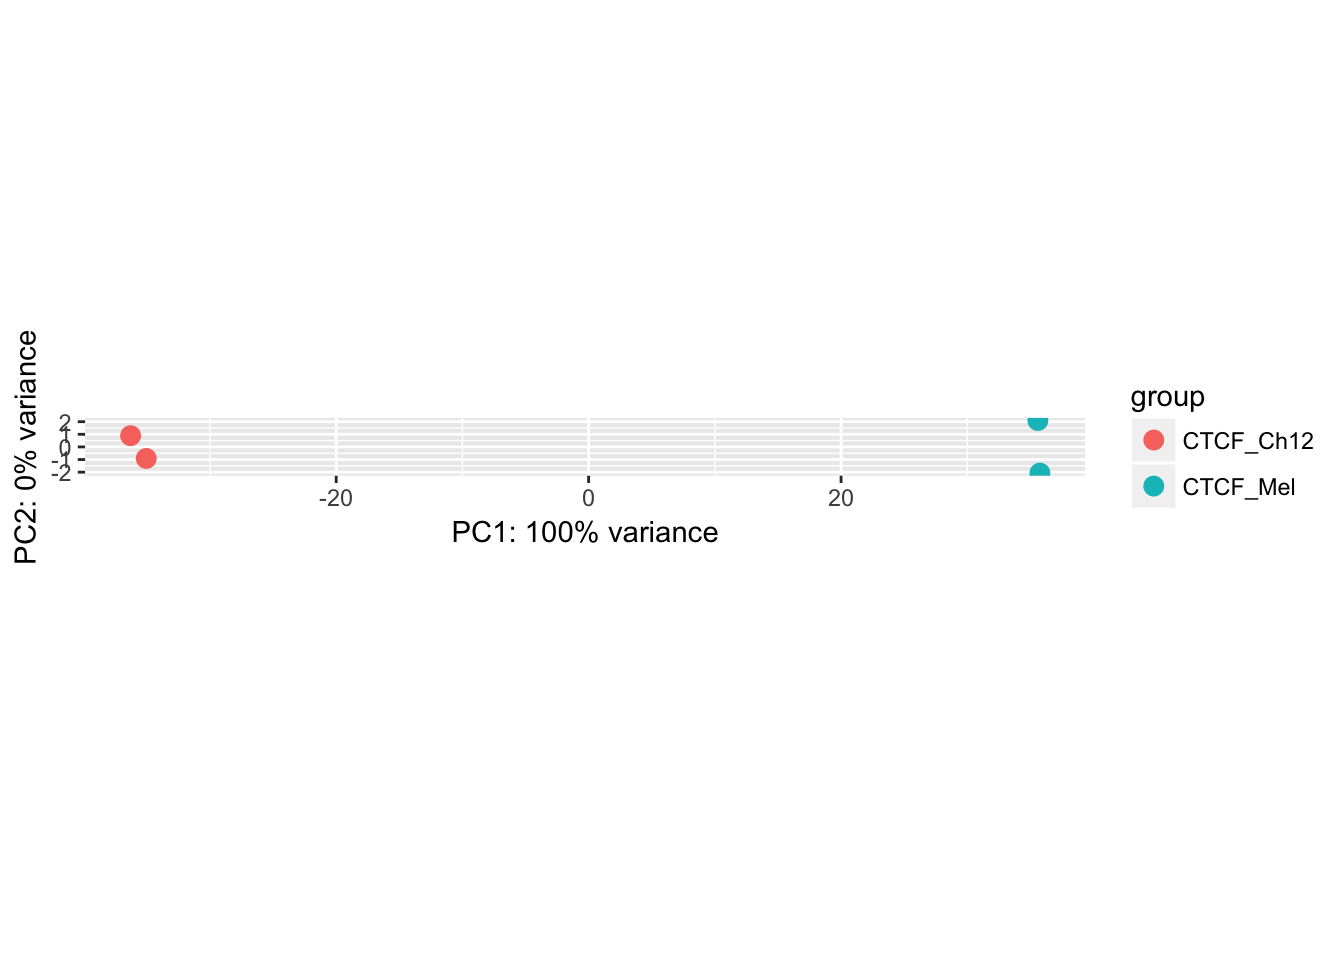 PC2: 0% variance
2
1
0
-1
-2
-20
0
20
PC1: 100% variance
group
CTCF_Ch12
CTCF_Mel